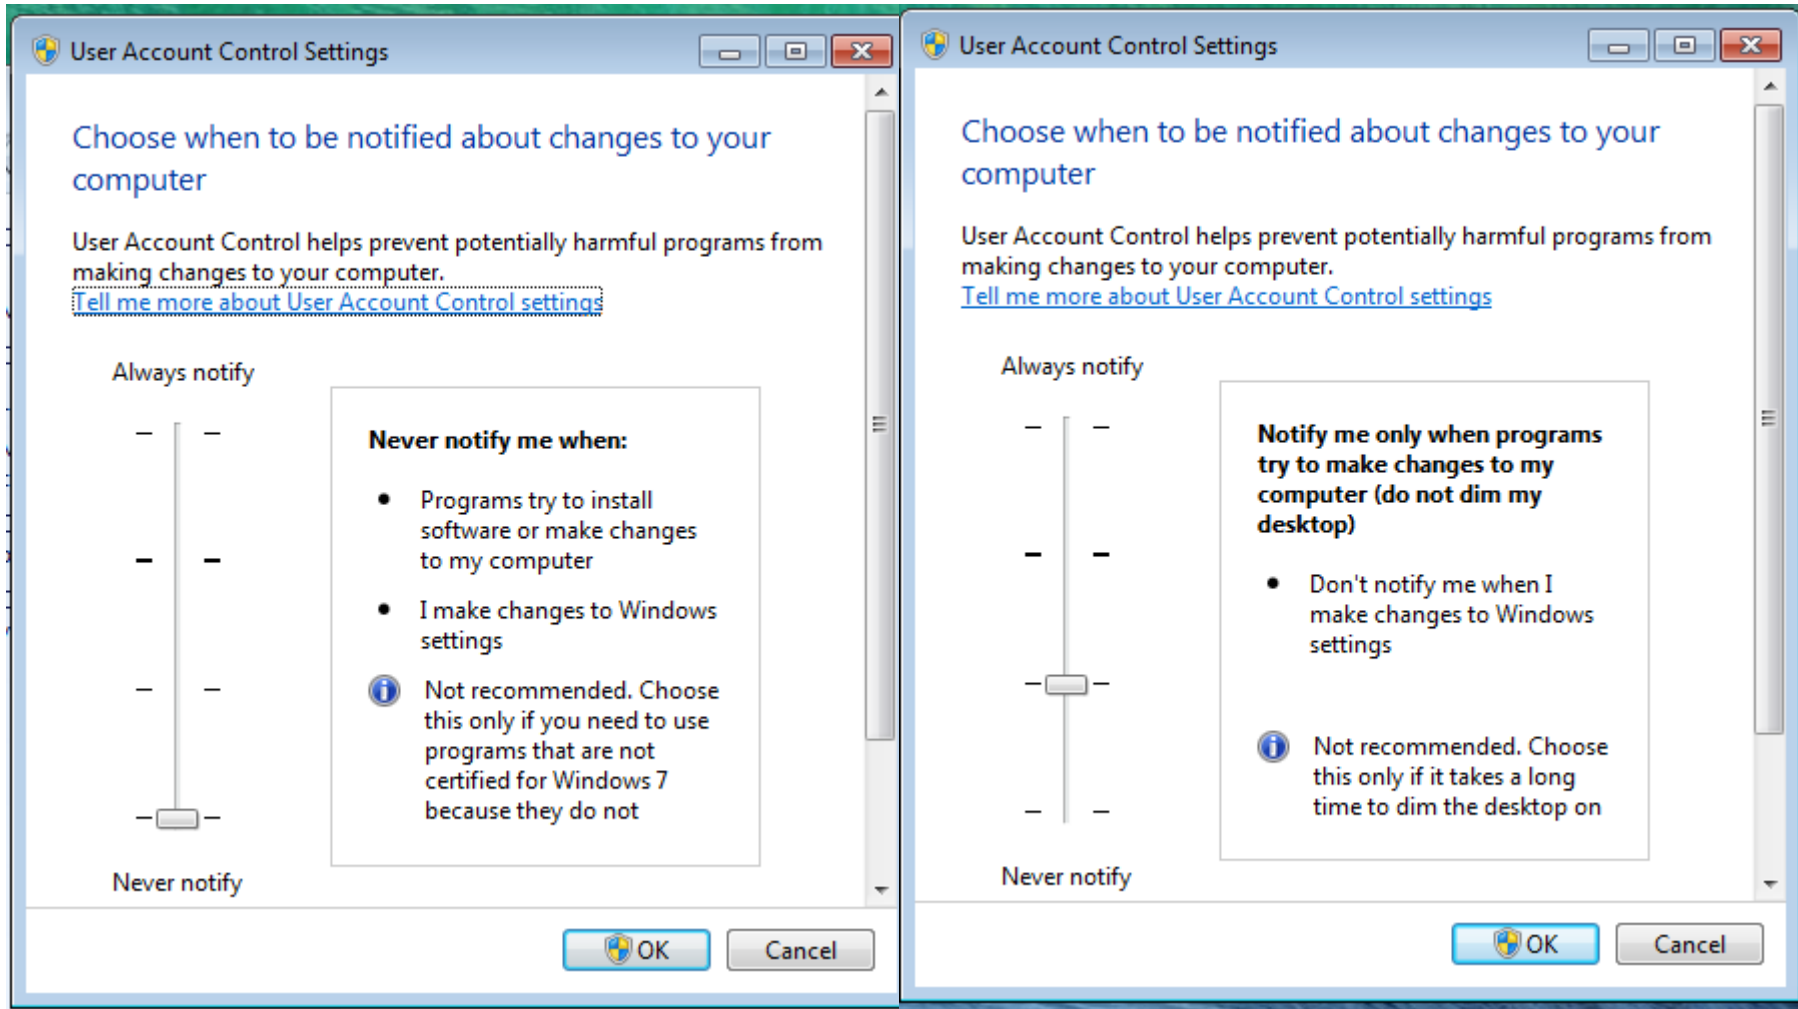 User Account Control Settings
Choose when to be notified about changes to your
computer
User Account Control helps prevent potentially harmful programs from
making changes to your computer.
Tell me more about User Account Control settings
Always notify
Never notify me when:
Programs try to install
software or make changes
to my computer
I make changes to Windows
settings
Not recommended. Choose
this only if you need to use
programs that are not
certified for Windows 7
because they do not
Never notify
OK
Cancel
User Account Control Settings
Choose when to be notified about changes to your
computer
User Account Control helps prevent potentially harmful programs from
making changes to your computer.
Tell me more about User Account Control settings
Always notify
Notify me only when programs
try to make changes to my
computer (do not dim my
desktop)
Don't notify me when I
make changes to Windows
settings
Not recommended. Choose
this only if it takes a long
time to dim the desktop on
Never notify
OK
Cancel